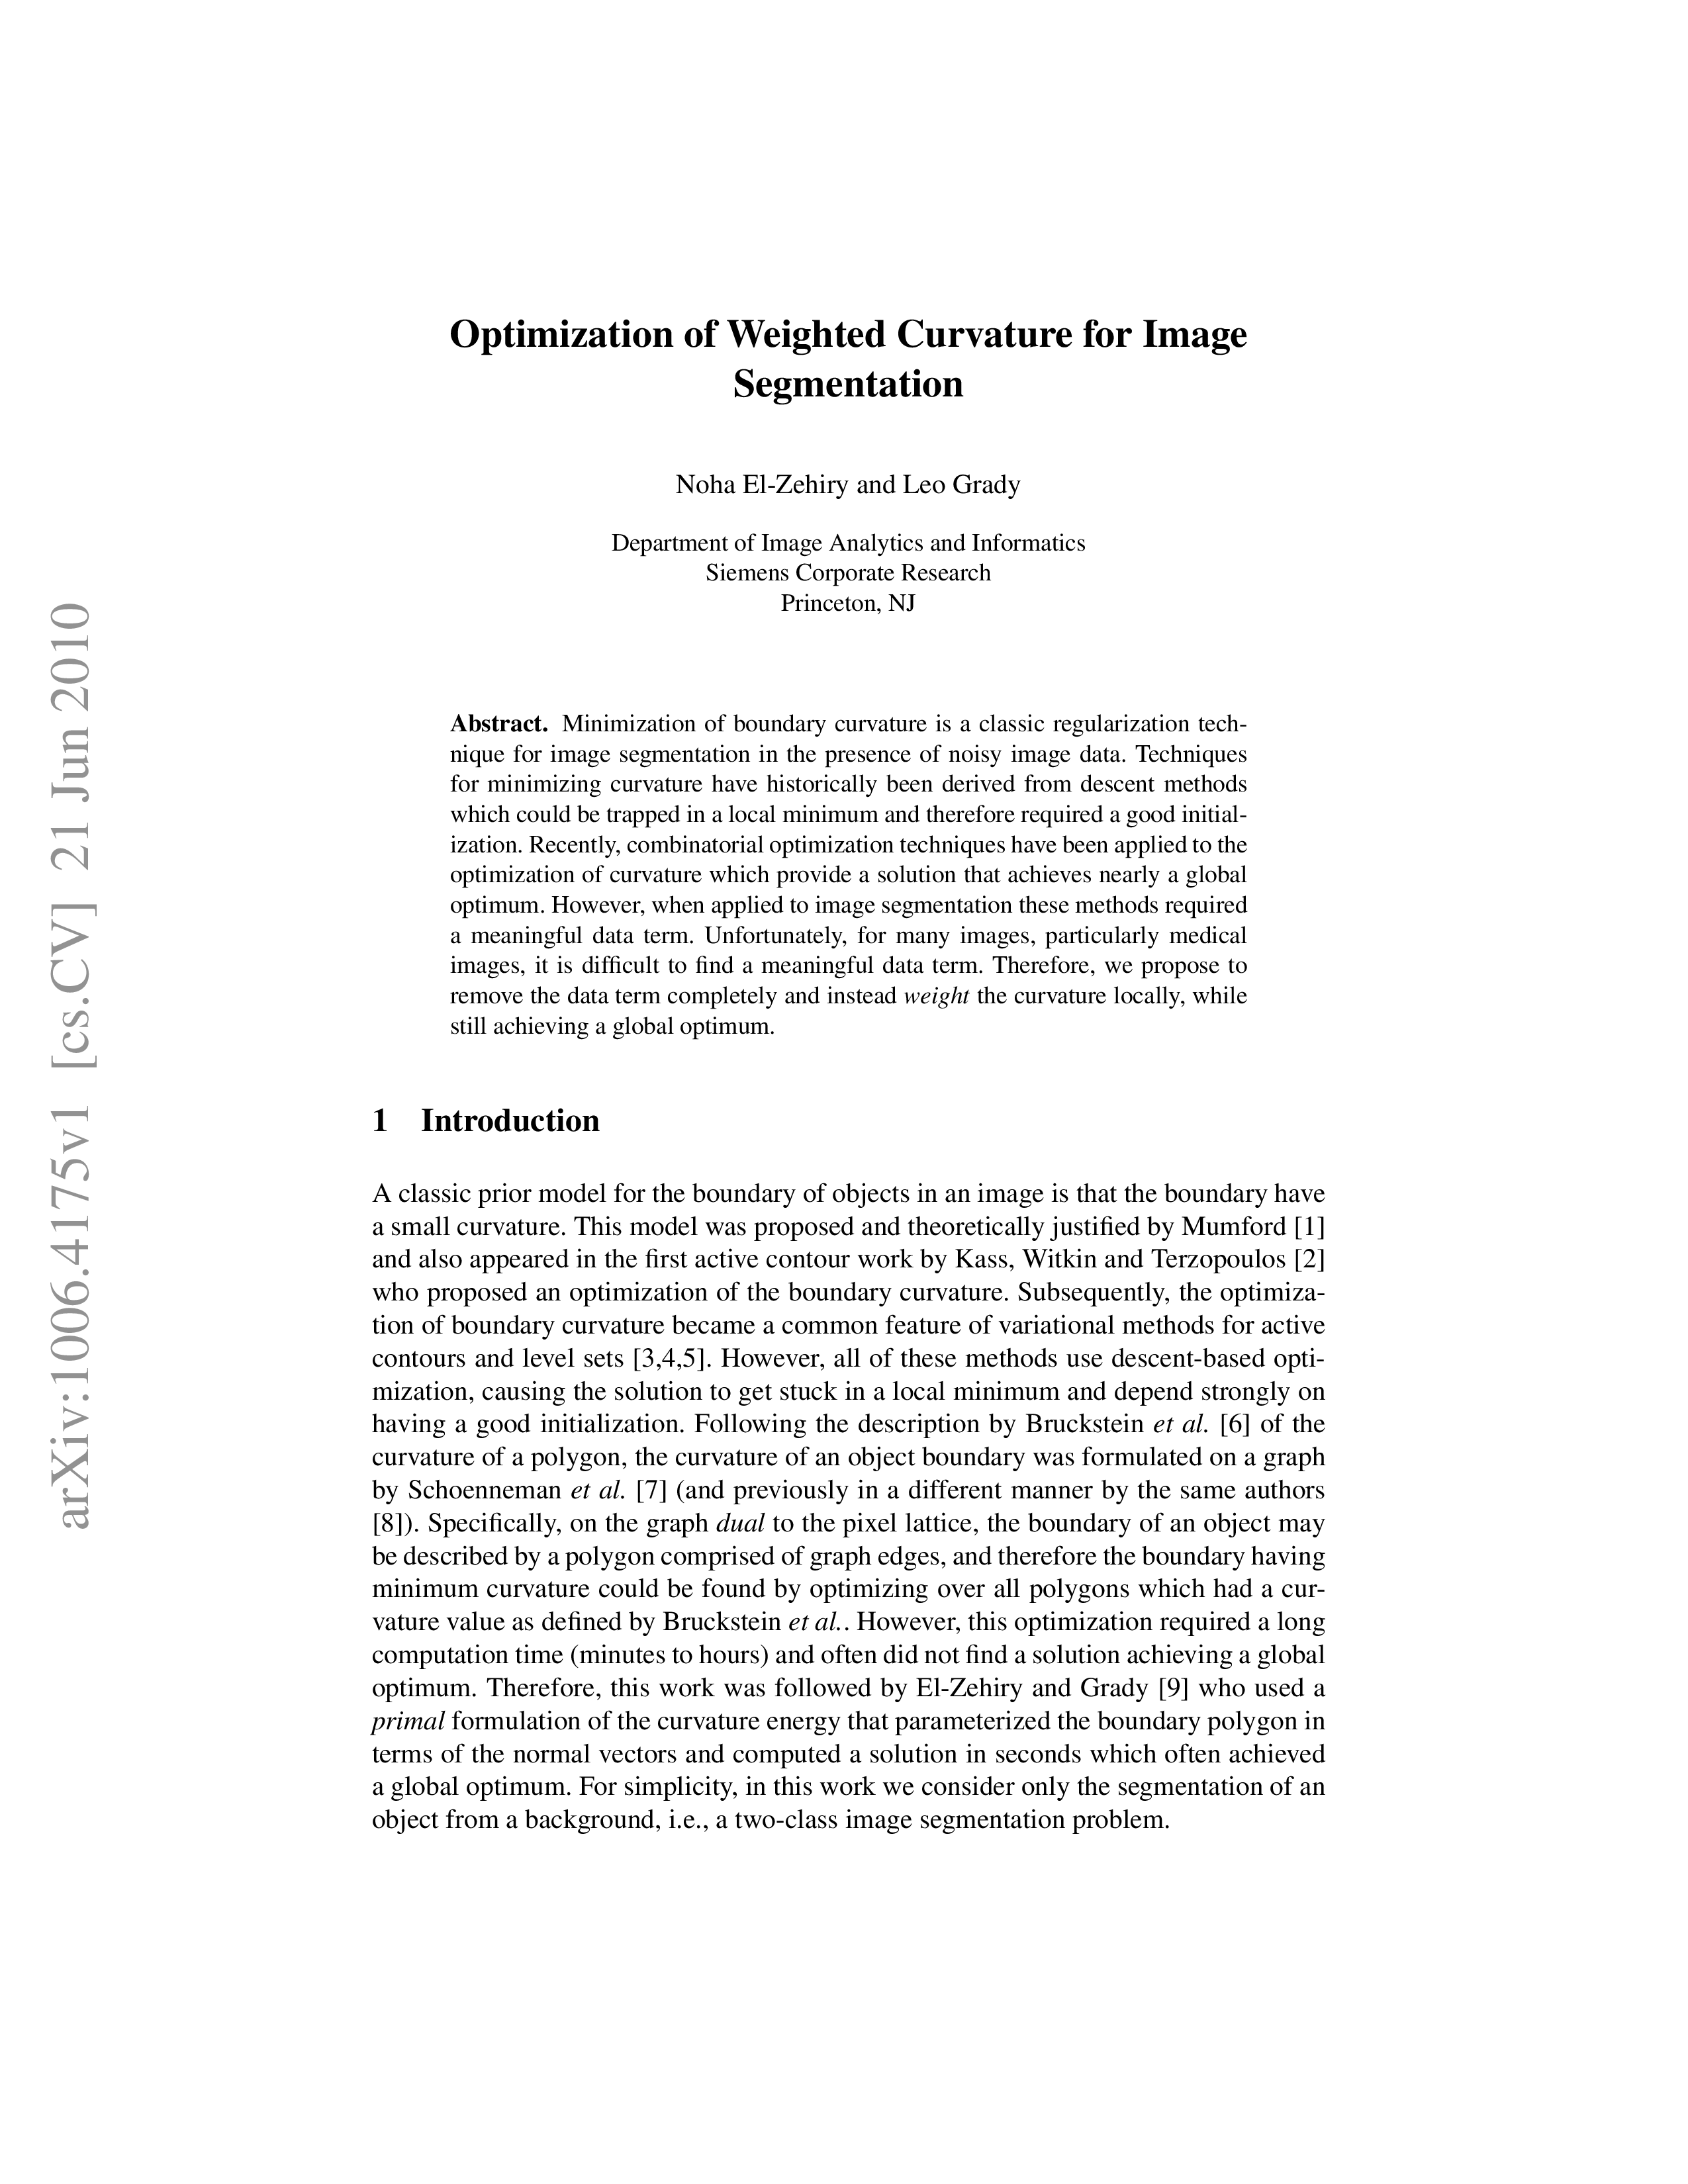 arXiv:1006.4175v1 [cs.CV] 21 Jun 2010
Optimization of Weighted Curvature for Image
Segmentation
Noha El-Zehiry and Leo Grady
Department of Image Analytics and Informatics
Siemens Corporate Research
Princeton, NJ
Abstract. Minimization of boundary curvature is a classic regularization tech-
nique for image segmentation in the presence of noisy image data. Techniques
for minimizing curvature have historically been derived from descent methods
which could be trapped in a local minimum and therefore required a good initial-
ization. Recently, combinatorial optimization techniques have been applied to the
optimization of curvature which provide a solution that achieves nearly a global
optimum. However, when applied to image segmentation these methods required
a meaningful data term. Unfortunately, for many images, particularly medical
images, it is difficult to find a meaningful data term. Therefore, we propose to
remove the data term completely and instead weight the curvature locally, while
still achieving a global optimum.
1 Introduction
A classic prior model for the boundary of objects in an image is that the boundary have
a small curvature. This model was proposed and theoretically justified by Mumford [1]
and also appeared in the first active contour work by Kass, Witkin and Terzopoulos [2]
who proposed an optimization of the boundary curvature. Subsequently, the optimiza-
tion of boundary curvature became a common feature of variational methods for active
contours and level sets [3,4,5]. However, all of these methods use descent-based opti-
mization, causing the solution to get stuck in a local minimum and depend strongly on
having a good initialization. Following the description by Bruckstein et al. [6] of the
curvature of a polygon, the curvature of an object boundary was formulated on a graph
by Schoenneman et al. [7] (and previously in a different manner by the same authors
[8]). Specifically, on the graph dual to the pixel lattice, the boundary of an object may
be described by a polygon comprised of graph edges, and therefore the boundary having
minimum curvature could be found by optimizing over all polygons which had a cur-
vature value as defined by Bruckstein et al.. However, this optimization required a long
computation time (minutes to hours) and often did not find a solution achieving a global
optimum. Therefore, this work was followed by El-Zehiry and Grady [9] who used a
primal formulation of the curvature energy that parameterized the boundary polygon in
terms of the normal vectors and computed a solution in seconds which often achieved
a global optimum. For simplicity, in this work we consider only the segmentation of an
object from a background, i.e., a two-class image segmentation problem.